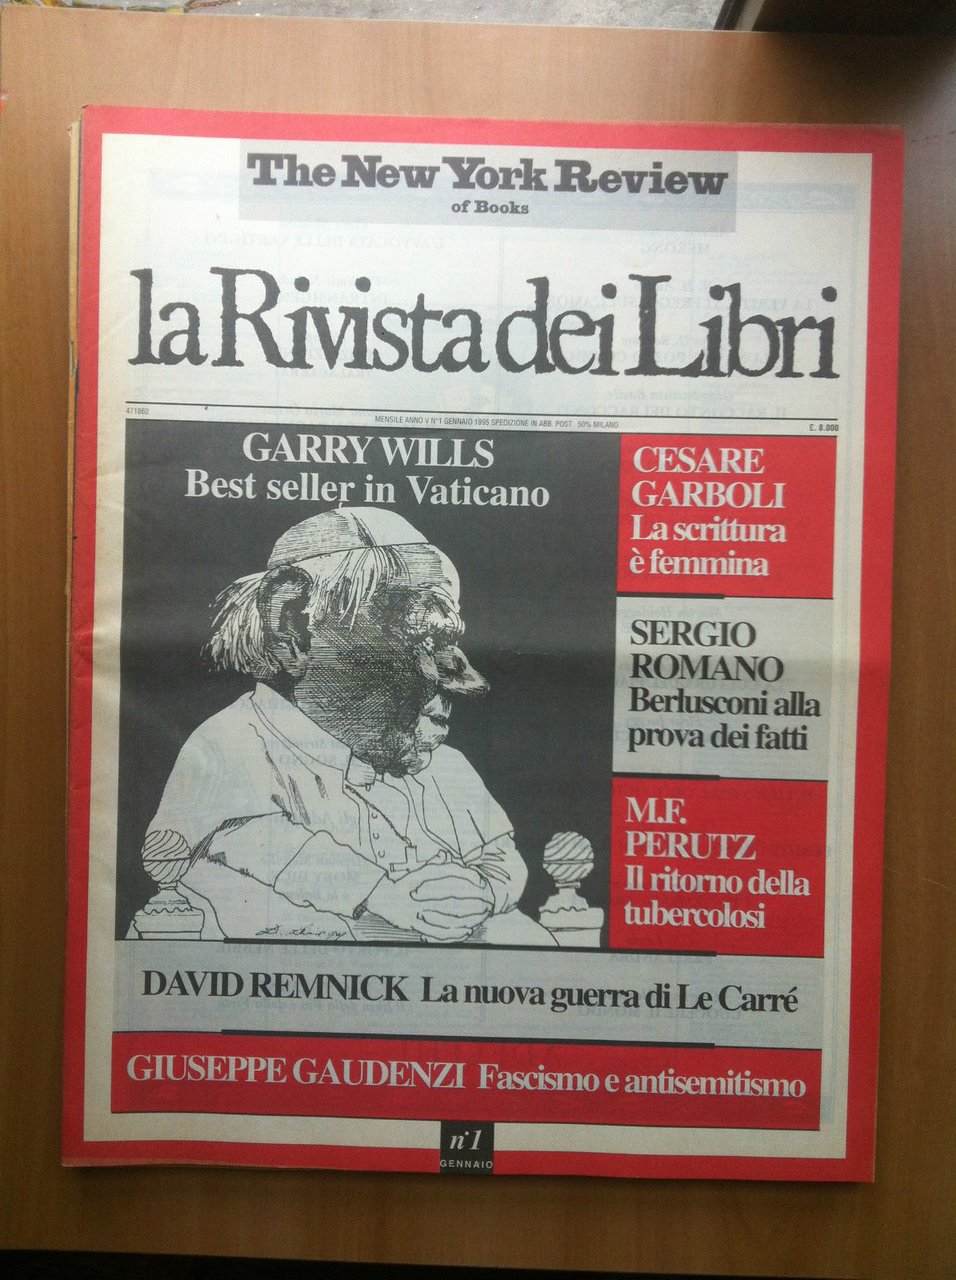 The New York Review
of Books
la Rivista dei Libri
471862
MENSILE ANNO V N°1 GENNAIO 1995 SPEDIZIONE IN ABB. POST. 50% MILANO
£. 8.000
GARRY WILLS
Best seller in Vaticano
CESARE
GARBOLI
La scrittura
è femmina
SERGIO
ROMANO
Berlusconi alla
prova dei fatti
M.F.
PERUTZ
Il ritorno della
tubercolosi
DAVID REMNICK La nuova guerra di Le Carré
GIUSEPPE GAUDENZI Fascismo e antisemitismo
n°1
GENNAIO